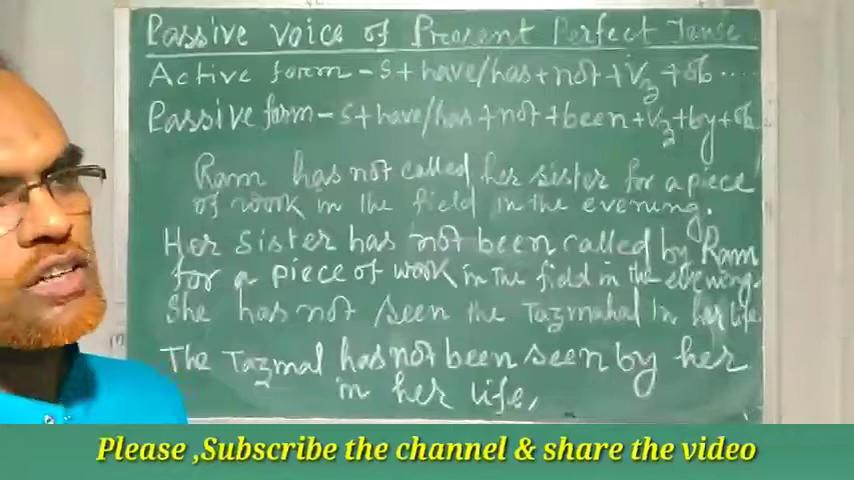 Passive voice of Present Perfect Tense
Active form - S + have/has + not + V3 + ob ....
Passive form - S + have/has + not + been + V3 + by + ob
Ram has not called her sister for a piece
of work in the field in the evening.
Her sister has not been called by Ram
for a piece of work in the field in the evening.
She has not seen the Tazmahal in her life
The Tazmal has not been seen by her
in her life,
Please ,Subscribe the channel & share the video